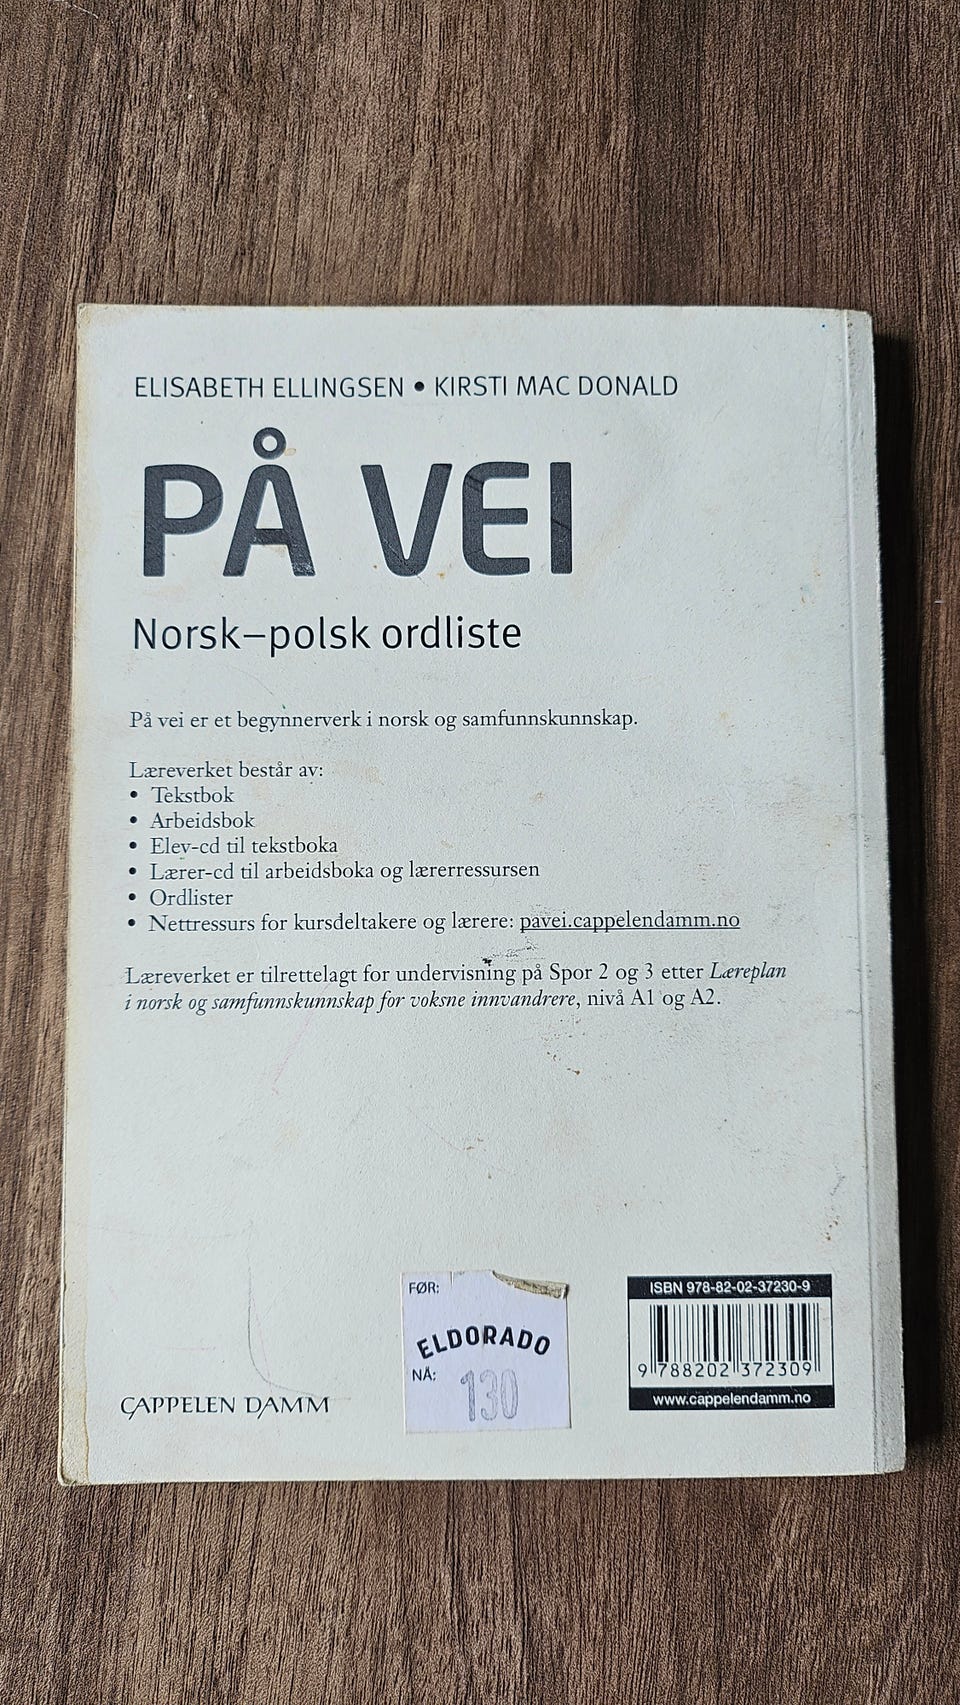 ELISABETH ELLINGSEN • KIRSTI MAC DONALD
PÅ VEI
Norsk–polsk ordliste
På vei er et begynnerverk i norsk og samfunnskunnskap.
Læreverket består av:
• Tekstbok
• Arbeidsbok
• Elev-cd til tekstboka
• Lærer-cd til arbeidsboka og lærerressursen
• Ordlister
• Nettressurs for kursdeltakere og lærere: pavei.cappelendamm.no
Læreverket er tilrettelagt for undervisning på Spor 2 og 3 etter Læreplan
i norsk og samfunnskunnskap for voksne innvandrere, nivå A1 og A2.
CAPPELEN DAMM
FØR:
ELDORADO
NÅ:
130
ISBN 978-82-02-37230-9
9 788202 372309
www.cappelendamm.no